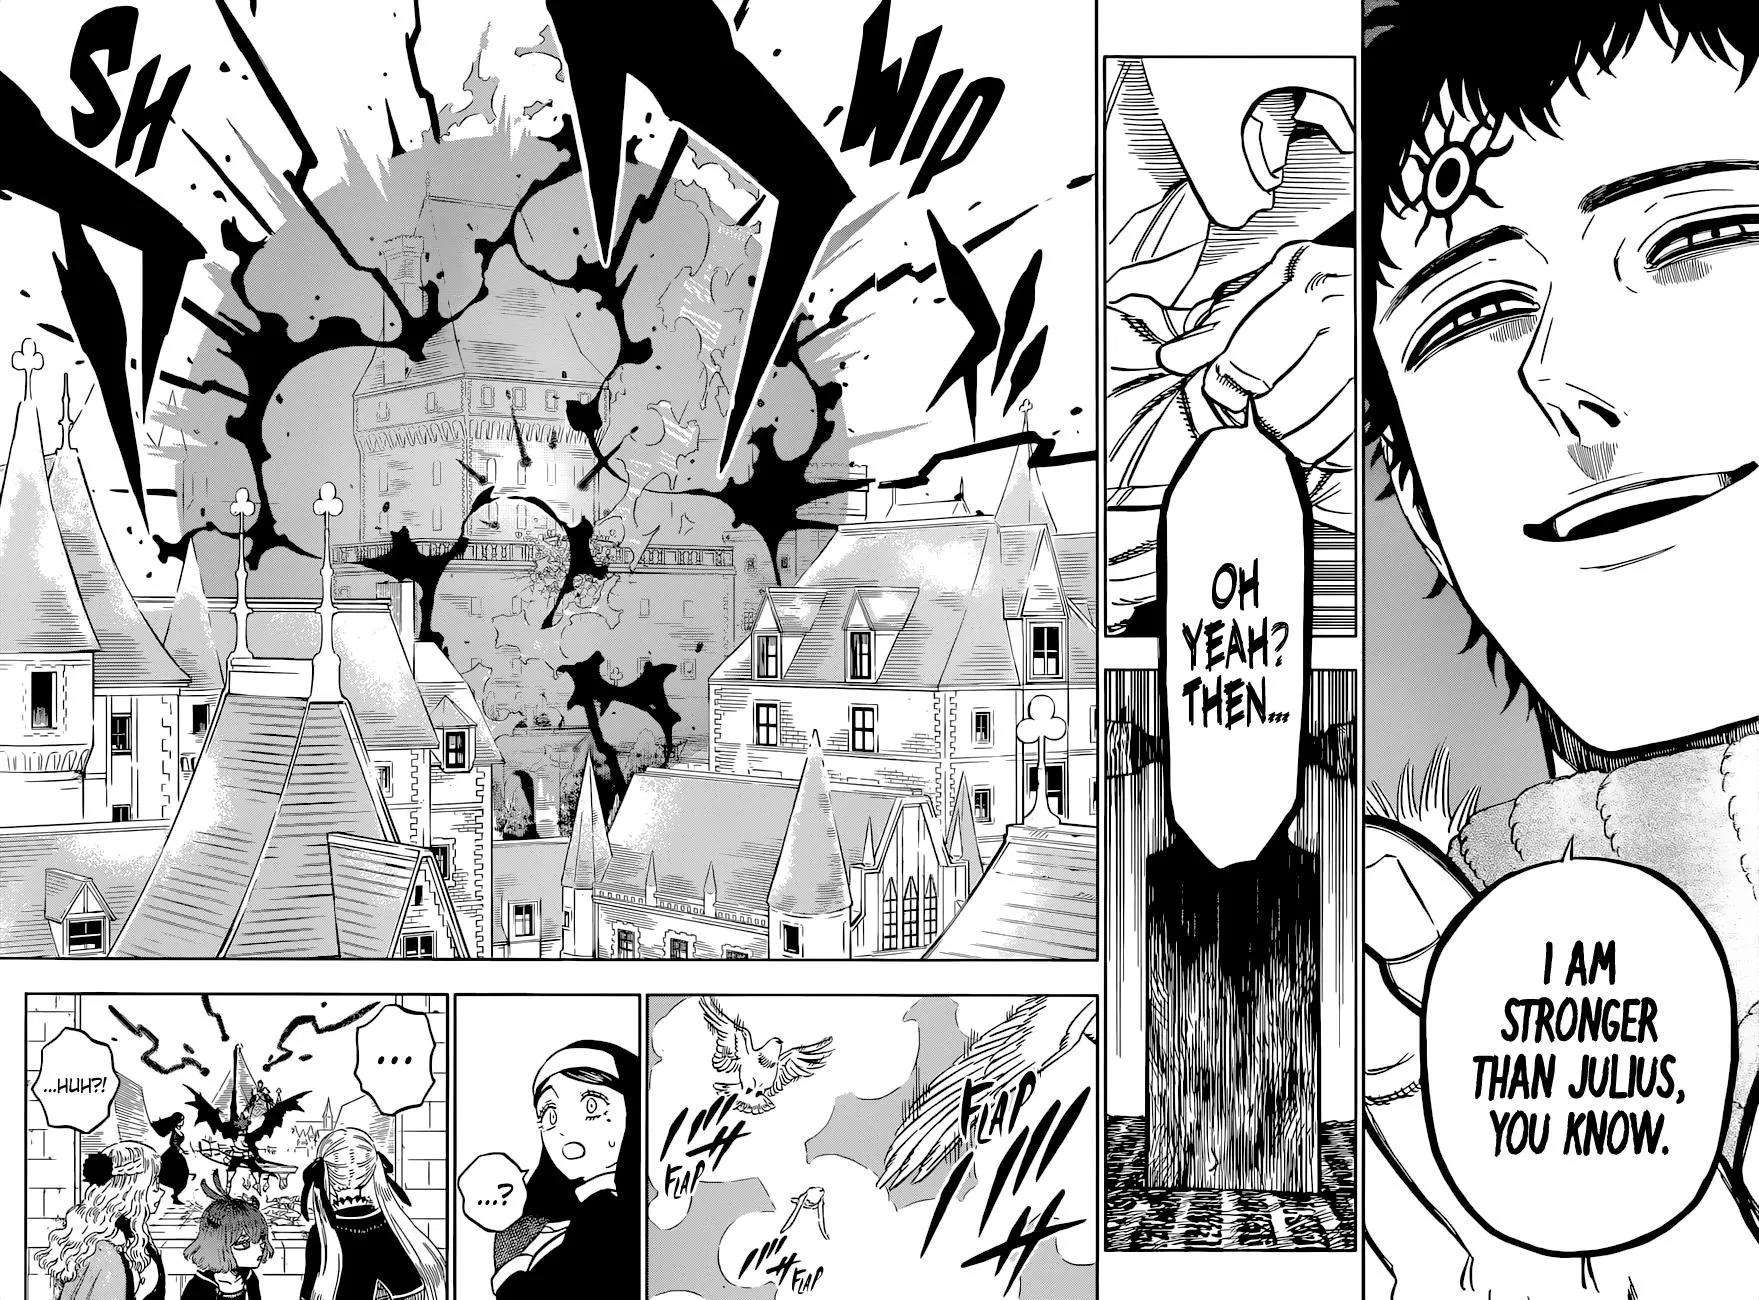 I AM
STRONGER
THAN JULIUS,
YOU KNOW.
OH
YEAH?
THEN...
SH
WIP
FLAP
FLAP
FLAP
...?
...
...HUH?!